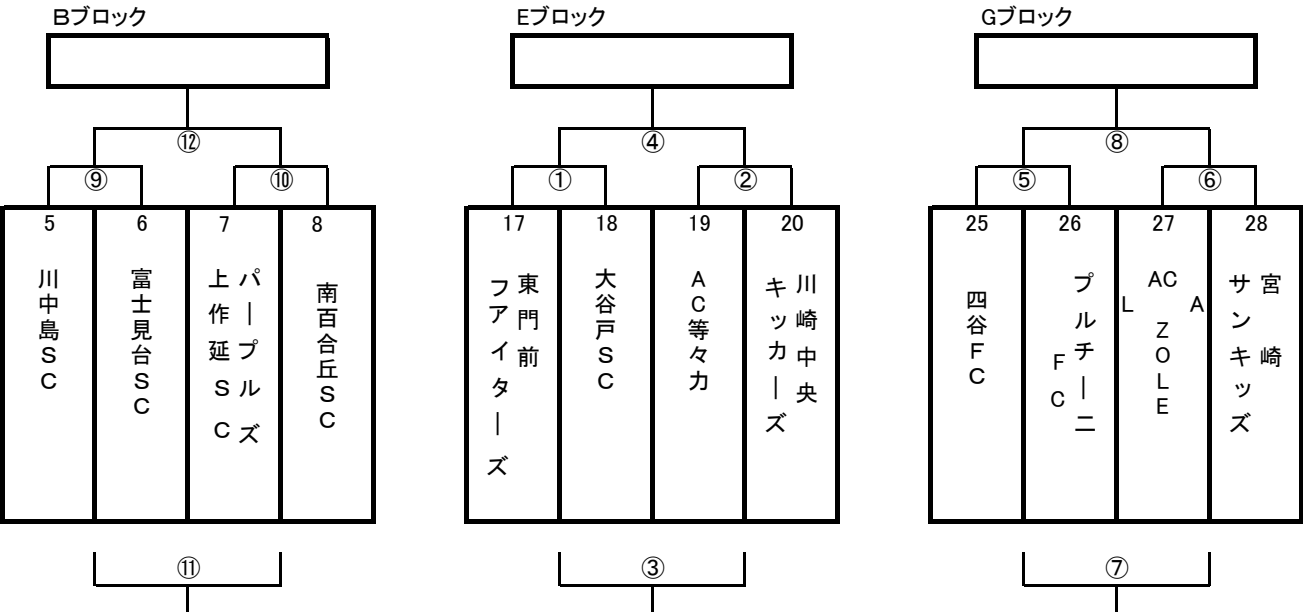 Bブロック
Eブロック
Gブロック
⑫
④
⑧
⑨
⑩
①
②
⑤
⑥
5
川中島SC
6
富士見台SC
7
パープルズ
上作延SC
8
南百合丘SC
17
東門前
フアイターズ
18
大谷戸SC
19
AC等々力
20
川崎中央
キッカーズ
25
四谷FC
26
プルチーニ
FC
27
AC
L A
ZOLE
28
宮崎
サンキッズ
⑪
③
⑦